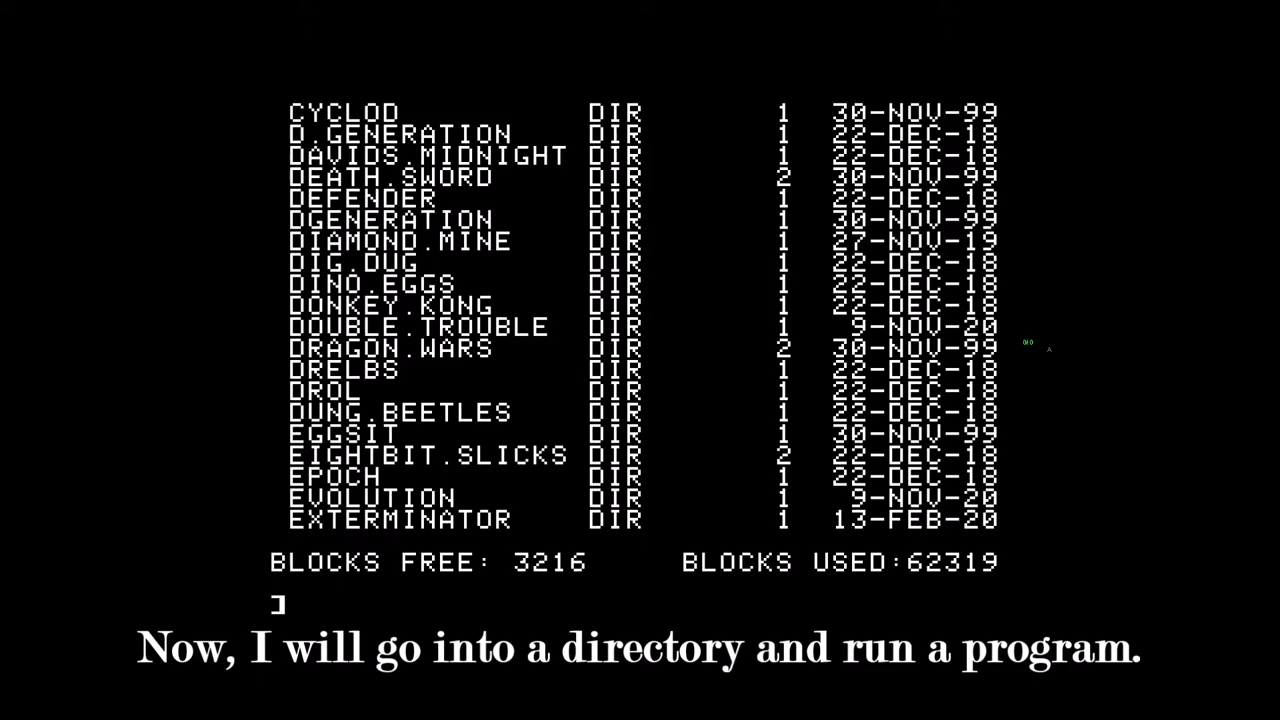 CYCLOD DIR 1 30-NOV-99
D.GENERATION DIR 1 22-DEC-18
DAVIDS.MIDNIGHT DIR 1 22-DEC-18
DEATH.SWORD DIR 2 30-NOV-99
DEFENDER DIR 1 22-DEC-18
DGENERATION DIR 1 30-NOV-99
DIAMOND.MINE DIR 1 27-NOV-19
DIG.DUG DIR 1 22-DEC-18
DINO.EGGS DIR 1 22-DEC-18
DONKEY.KONG DIR 1 22-DEC-18
DOUBLE.TROUBLE DIR 1 9-NOV-20
DRAGON.WARS DIR 2 30-NOV-99
DRELBS DIR 1 22-DEC-18
DROL DIR 1 22-DEC-18
DUNG.BEETLES DIR 1 22-DEC-18
EGGSIT DIR 1 30-NOV-99
EIGHTBIT.SLICKS DIR 2 22-DEC-18
EPOCH DIR 1 22-DEC-18
EVOLUTION DIR 1 9-NOV-20
EXTERMINATOR DIR 1 13-FEB-20
BLOCKS FREE: 3216 BLOCKS USED:62319
]
Now, I will go into a directory and run a program.